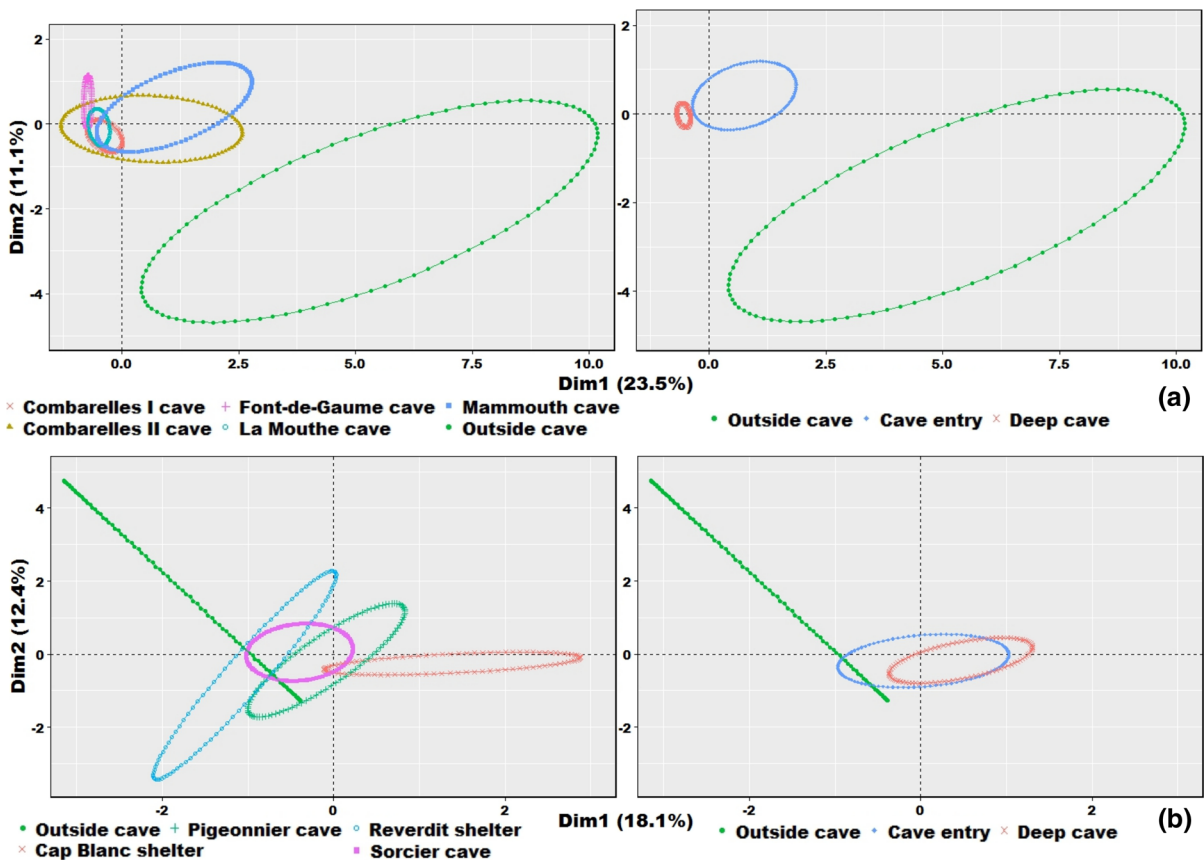 2
0
-2
-4
Dim2 (11.1%)
0.0 2.5 5.0 7.5 10.0
2
0
-2
-4
0.0 2.5 5.0 7.5 10.0
Dim1 (23.5%)
(a)
× Combarelles I cave + Font-de-Gaume cave ■ Mammouth cave
▲ Combarelles II cave ○ La Mouthe cave ● Outside cave
● Outside cave ◆ Cave entry × Deep cave
4
2
0
-2
Dim2 (12.4%)
-2 0 2
4
2
0
-2
-2 0 2
Dim1 (18.1%)
(b)
● Outside cave + Pigeonnier cave ○ Reverdit shelter
× Cap Blanc shelter ■ Sorcier cave
● Outside cave ◆ Cave entry × Deep cave